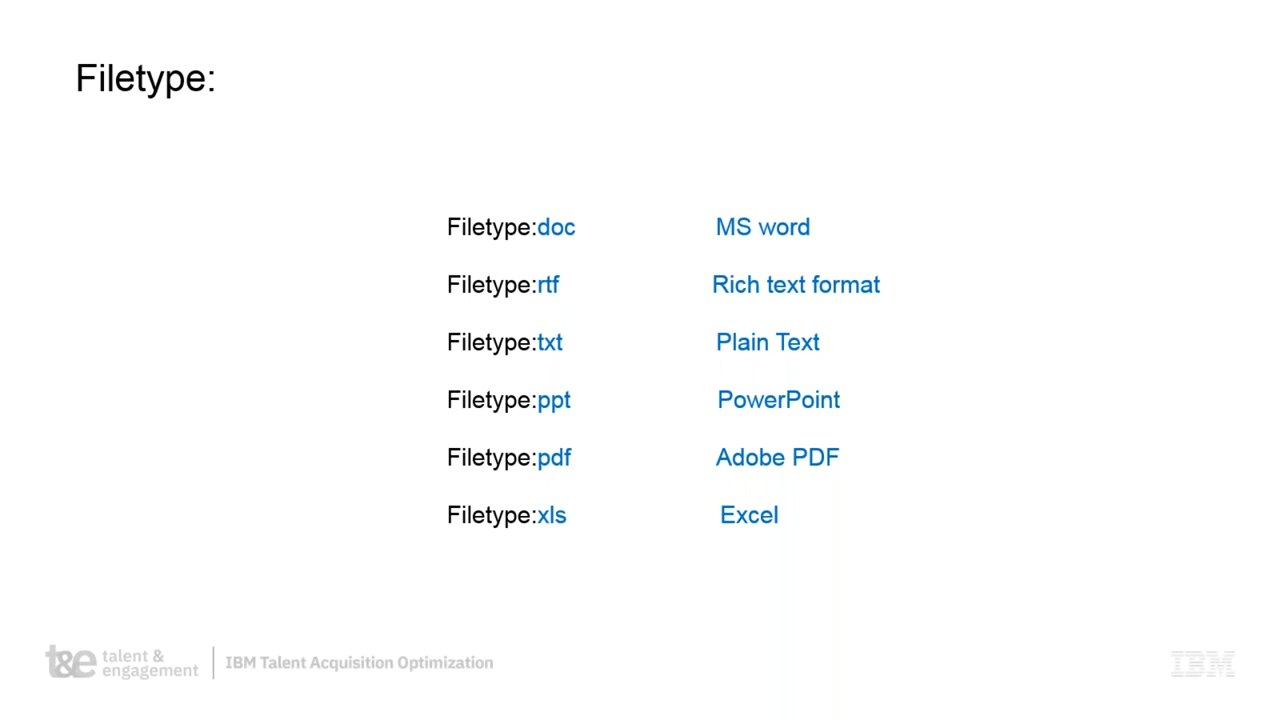 Filetype:
Filetype:doc MS word
Filetype:rtf Rich text format
Filetype:txt Plain Text
Filetype:ppt PowerPoint
Filetype:pdf Adobe PDF
Filetype:xls Excel
t&e talent & engagement | IBM Talent Acquisition Optimization
IBM